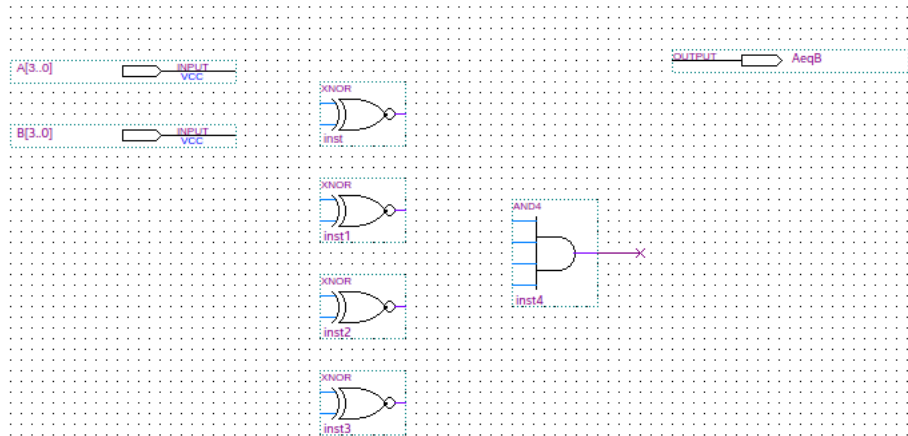 A[3..0]
INPUT
VCC
B[3..0]
INPUT
VCC
OUTPUT
AeqB
XNOR
inst
XNOR
inst1
XNOR
inst2
XNOR
inst3
AND4
inst4